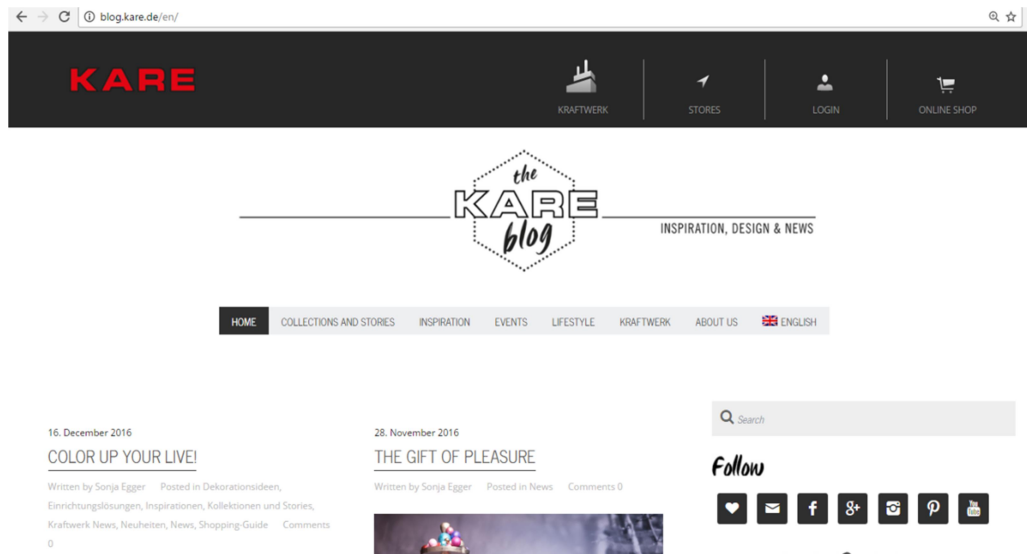 blog.kare.de/en/
KARE
KRAFTWERK
STORES
LOGIN
ONLINE SHOP
the
KARE
blog
INSPIRATION, DESIGN & NEWS
HOME COLLECTIONS AND STORIES INSPIRATION EVENTS LIFESTYLE KRAFTWERK ABOUT US ENGLISH
Search
16. December 2016
COLOR UP YOUR LIVE!
Written by Sonja Egger Posted in Dekorationsideen,
Einrichtungslösungen, Inspirationen, Kollektionen und Stories,
Kraftwerk News, Neuheiten, News, Shopping-Guide Comments
0
28. November 2016
THE GIFT OF PLEASURE
Written by Sonja Egger Posted in News Comments 0
Follow
f
8+
You
Tube